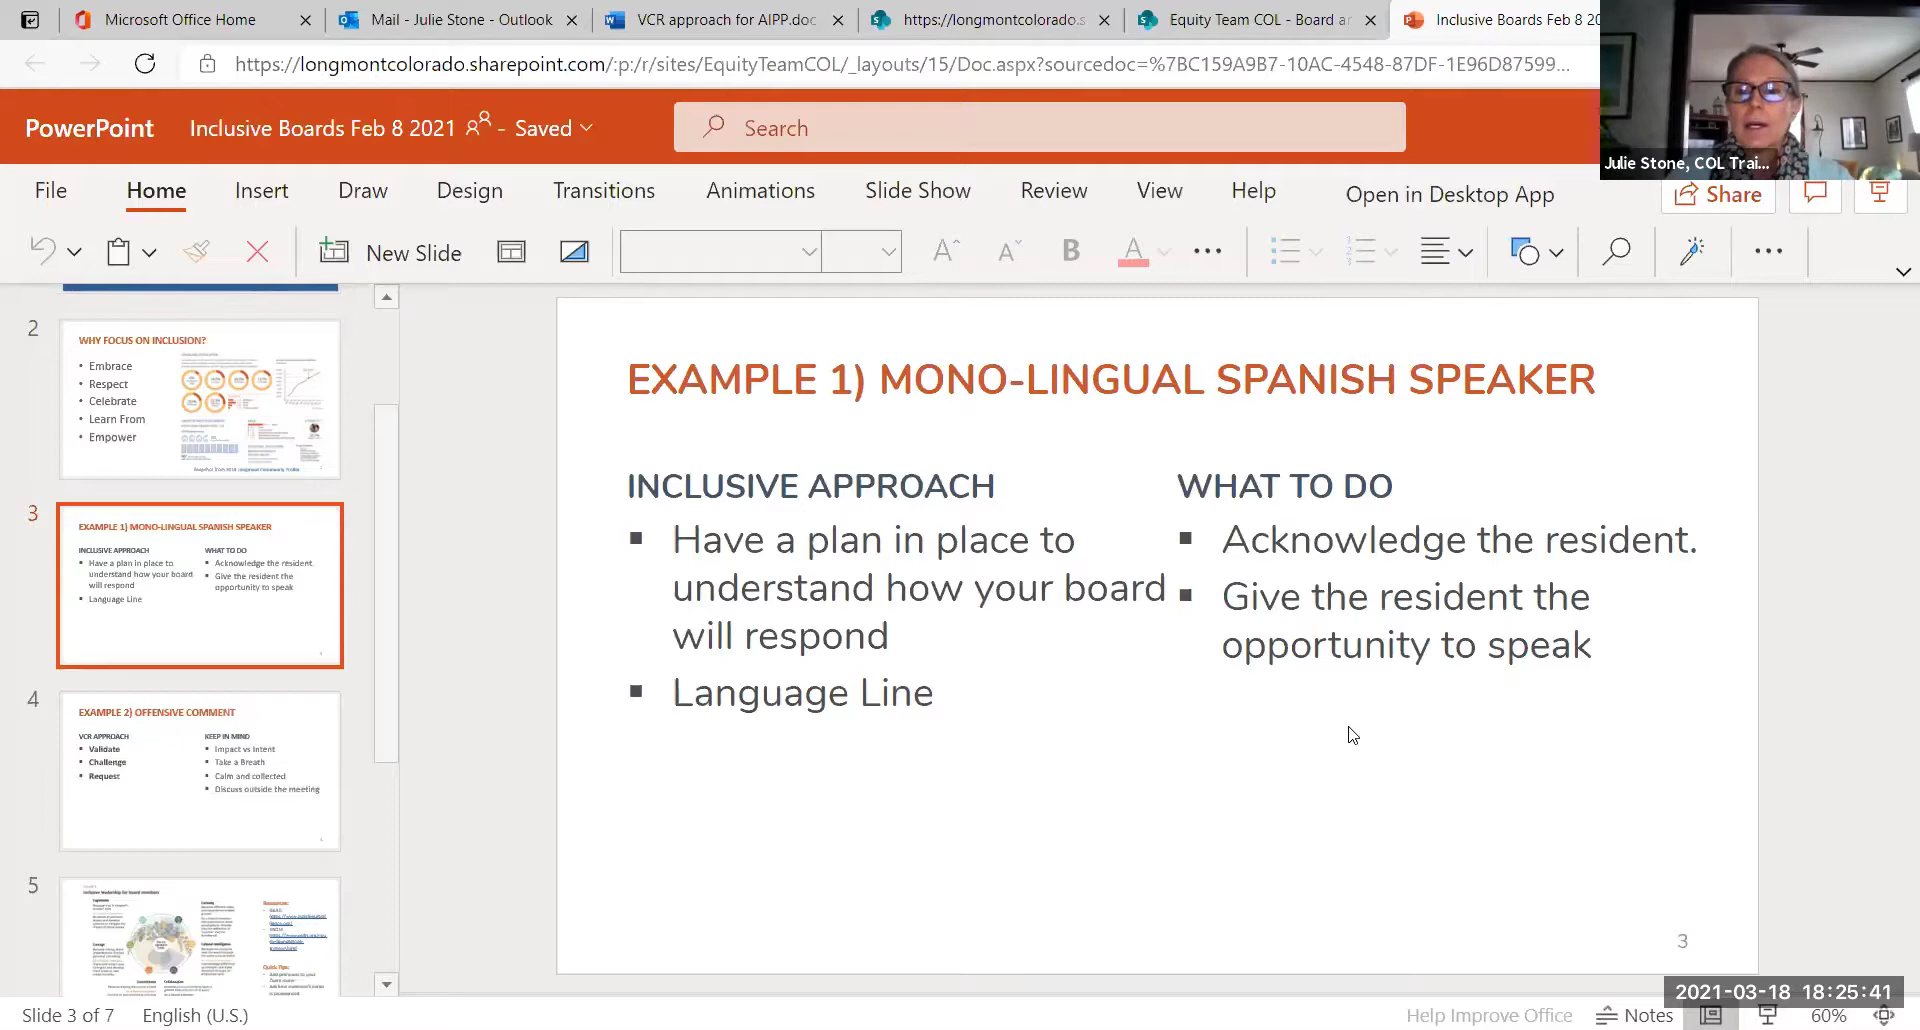 Microsoft Office Home
Mail - Julie Stone - Outlook
VCR approach for AIPP.doc
https://longmontcolorado.s
Equity Team COL - Board ar
Inclusive Boards Feb 8 20
https://longmontcolorado.sharepoint.com/:p:/r/sites/EquityTeamCOL/_layouts/15/Doc.aspx?sourcedoc=%7BC159A9B7-10AC-4548-87DF-1E96D87599...
PowerPoint
Inclusive Boards Feb 8 2021 - Saved
Search
Julie Stone, COL Trai...
File
Home
Insert
Draw
Design
Transitions
Animations
Slide Show
Review
View
Help
Open in Desktop App
Share
New Slide
B
A
2
WHY FOCUS ON INCLUSION?
• Embrace
• Respect
• Celebrate
• Learn From
• Empower
3
EXAMPLE 1) MONO-LINGUAL SPANISH SPEAKER
INCLUSIVE APPROACH
▪ Have a plan in place to
understand how your board
will respond
▪ Language Line
WHAT TO DO
▪ Acknowledge the resident.
▪ Give the resident the
opportunity to speak
4
EXAMPLE 2) OFFENSIVE COMMENT
VCR APPROACH
▪ Validate
▪ Challenge
▪ Request
KEEP IN MIND
▪ Impact vs Intent
▪ Take a Breath
▪ Calm and collected
▪ Discuss outside the meeting
5
Inclusive leadership for board members
Resources:
Quick Tips:
EXAMPLE 1) MONO-LINGUAL SPANISH SPEAKER
INCLUSIVE APPROACH
▪ Have a plan in place to
understand how your board
will respond
▪ Language Line
WHAT TO DO
▪ Acknowledge the resident.
▪ Give the resident the
opportunity to speak
3
2021-03-18 18:25:41
Slide 3 of 7
English (U.S.)
Help Improve Office
Notes
60%